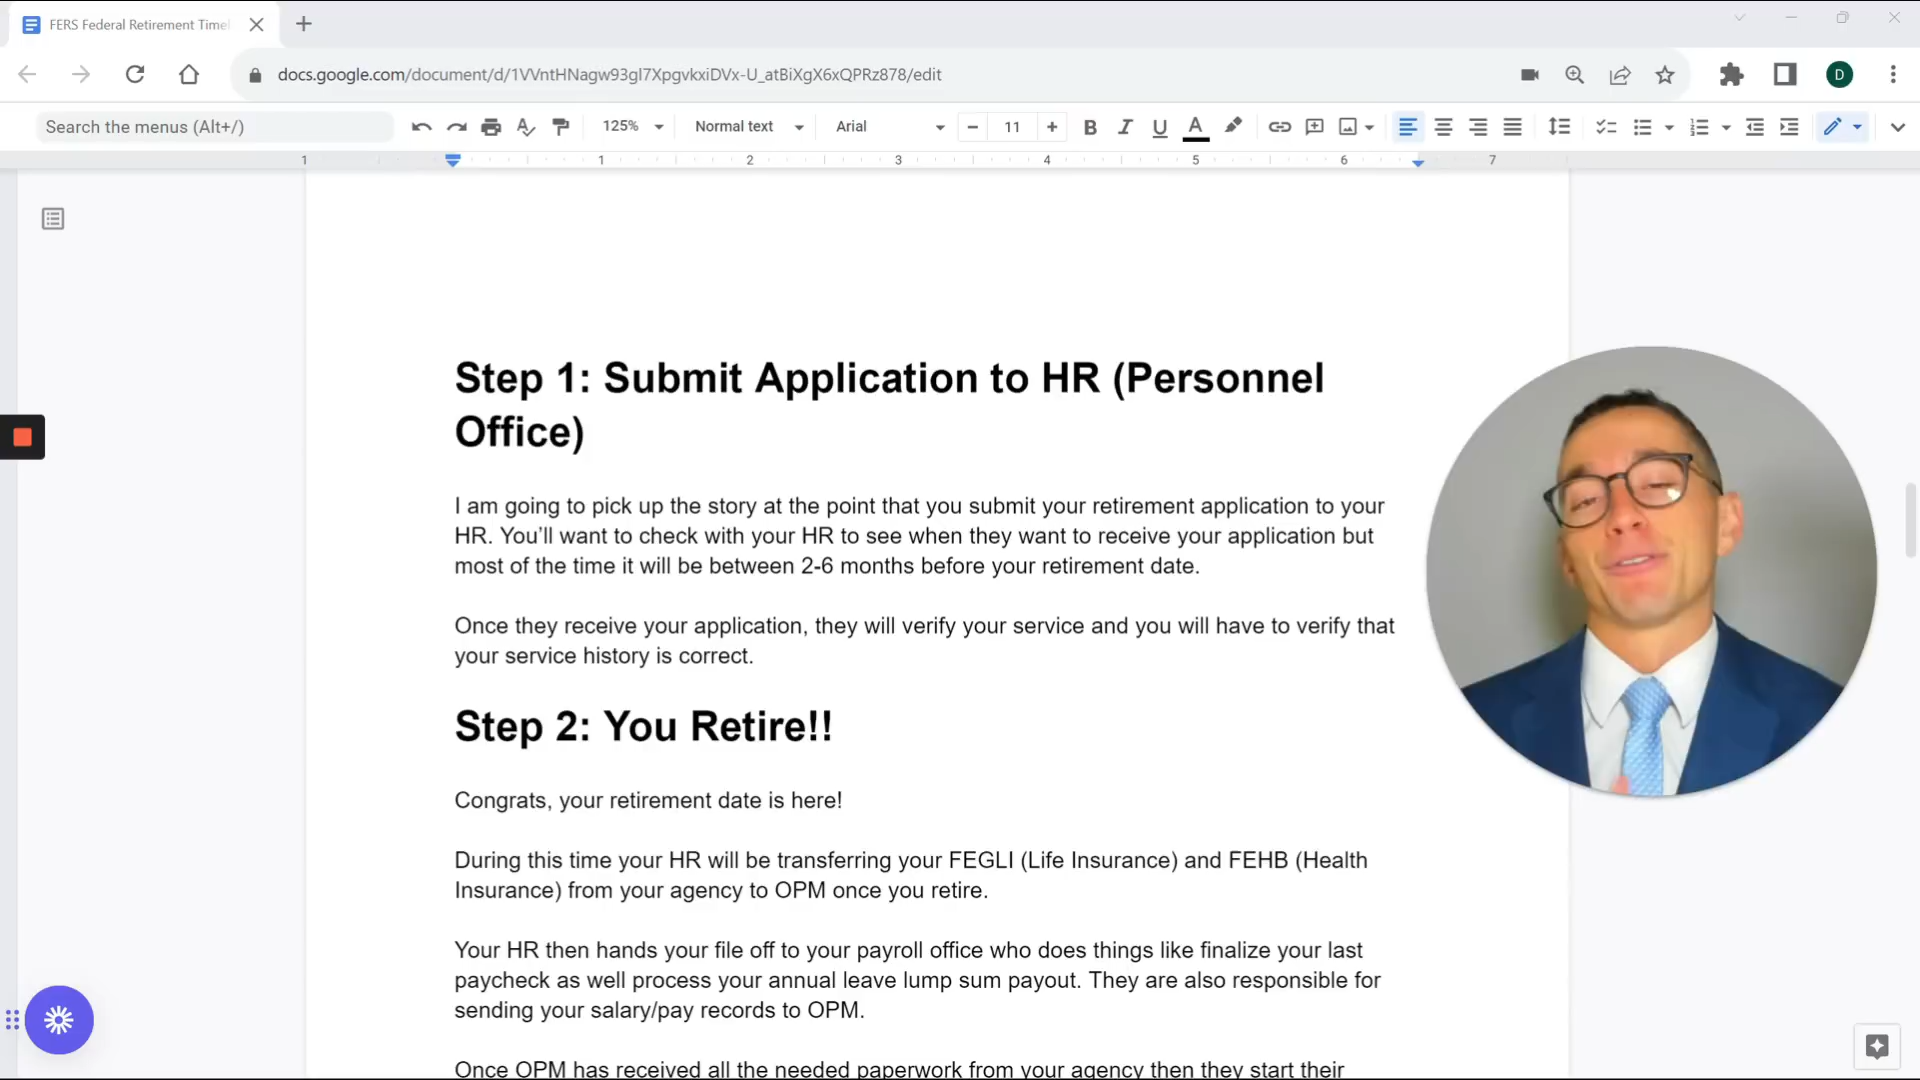 FERS Federal Retirement Timel
docs.google.com/document/d/1VVntHNagw93gl7XpgvkxiDVx-U_atBiXgX6xQPRz878/edit
D
Search the menus (Alt+/)
125%
Normal text
Arial
11
B
I
U
A
1
1
2
3
4
5
6
7
Step 1: Submit Application to HR (Personnel
Office)
I am going to pick up the story at the point that you submit your retirement application to your
HR. You’ll want to check with your HR to see when they want to receive your application but
most of the time it will be between 2-6 months before your retirement date.
Once they receive your application, they will verify your service and you will have to verify that
your service history is correct.
Step 2: You Retire!!
Congrats, your retirement date is here!
During this time your HR will be transferring your FEGLI (Life Insurance) and FEHB (Health
Insurance) from your agency to OPM once you retire.
Your HR then hands your file off to your payroll office who does things like finalize your last
paycheck as well process your annual leave lump sum payout. They are also responsible for
sending your salary/pay records to OPM.
Once OPM has received all the needed paperwork from your agency then they start their